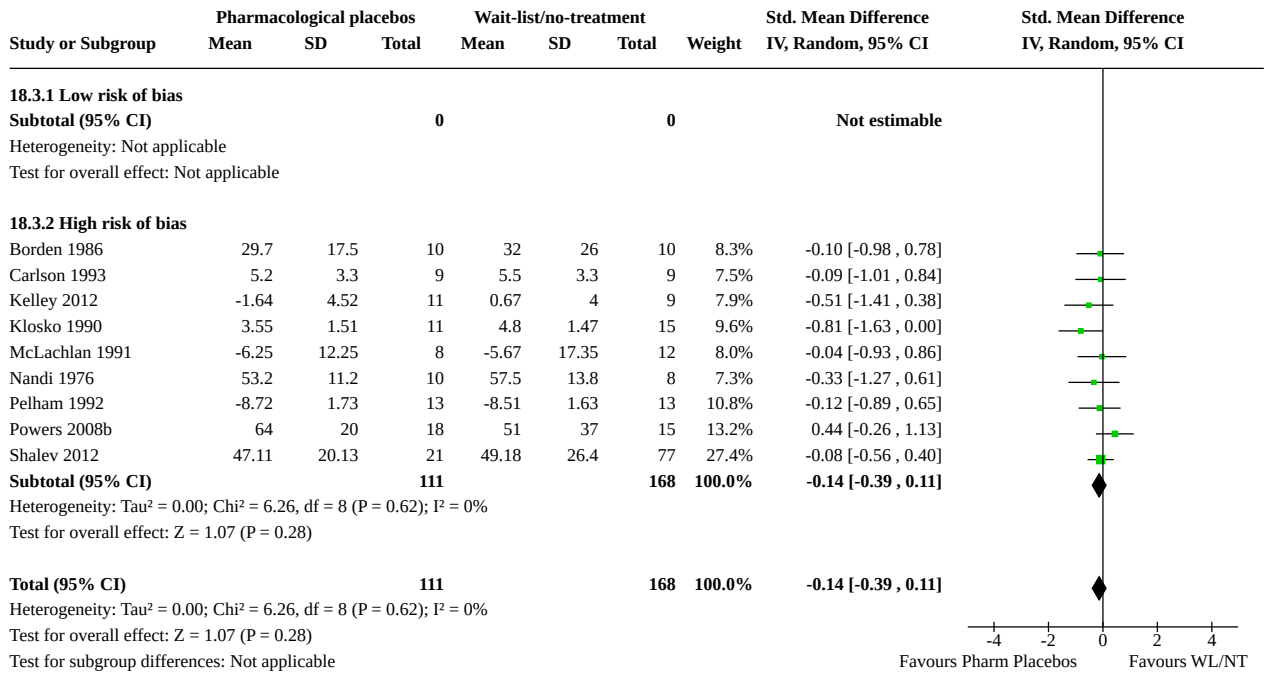 Pharmacological placebos Wait-list/no-treatment Std. Mean Difference Std. Mean Difference
Study or Subgroup Mean SD Total Mean SD Total Weight IV, Random, 95% CI IV, Random, 95% CI
18.3.1 Low risk of bias
Subtotal (95% CI) 0 0 Not estimable
Heterogeneity: Not applicable
Test for overall effect: Not applicable
18.3.2 High risk of bias
Borden 1986 29.7 17.5 10 32 26 10 8.3% -0.10 [-0.98 , 0.78]
Carlson 1993 5.2 3.3 9 5.5 3.3 9 7.5% -0.09 [-1.01 , 0.84]
Kelley 2012 -1.64 4.52 11 0.67 4 9 7.9% -0.51 [-1.41 , 0.38]
Klosko 1990 3.55 1.51 11 4.8 1.47 15 9.6% -0.81 [-1.63 , 0.00]
McLachlan 1991 -6.25 12.25 8 -5.67 17.35 12 8.0% -0.04 [-0.93 , 0.86]
Nandi 1976 53.2 11.2 10 57.5 13.8 8 7.3% -0.33 [-1.27 , 0.61]
Pelham 1992 -8.72 1.73 13 -8.51 1.63 13 10.8% -0.12 [-0.89 , 0.65]
Powers 2008b 64 20 18 51 37 15 13.2% 0.44 [-0.26 , 1.13]
Shalev 2012 47.11 20.13 21 49.18 26.4 77 27.4% -0.08 [-0.56 , 0.40]
Subtotal (95% CI) 111 168 100.0% -0.14 [-0.39 , 0.11]
Heterogeneity: Tau² = 0.00; Chi² = 6.26, df = 8 (P = 0.62); I² = 0%
Test for overall effect: Z = 1.07 (P = 0.28)
Total (95% CI) 111 168 100.0% -0.14 [-0.39 , 0.11]
Heterogeneity: Tau² = 0.00; Chi² = 6.26, df = 8 (P = 0.62); I² = 0%
Test for overall effect: Z = 1.07 (P = 0.28) -4 -2 0 2 4
Test for subgroup differences: Not applicable Favours Pharm Placebos Favours WL/NT